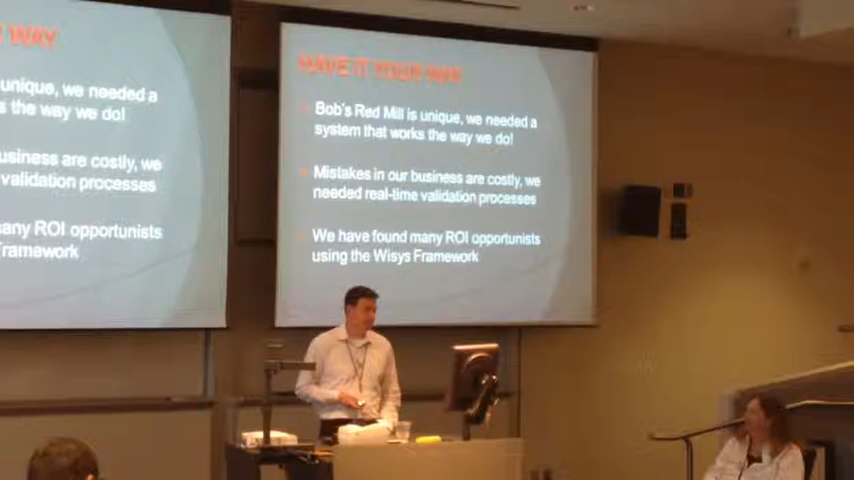 WAY
unique, we needed a
s the way we do!
usiness are costly, we
validation processes
many ROI opportunists
Framework
HAVE IT YOUR WAY
Bob's Red Mill is unique, we needed a
system that works the way we do!
Mistakes in our business are costly, we
needed real-time validation processes
We have found many ROI opportunists
using the Wisys Framework